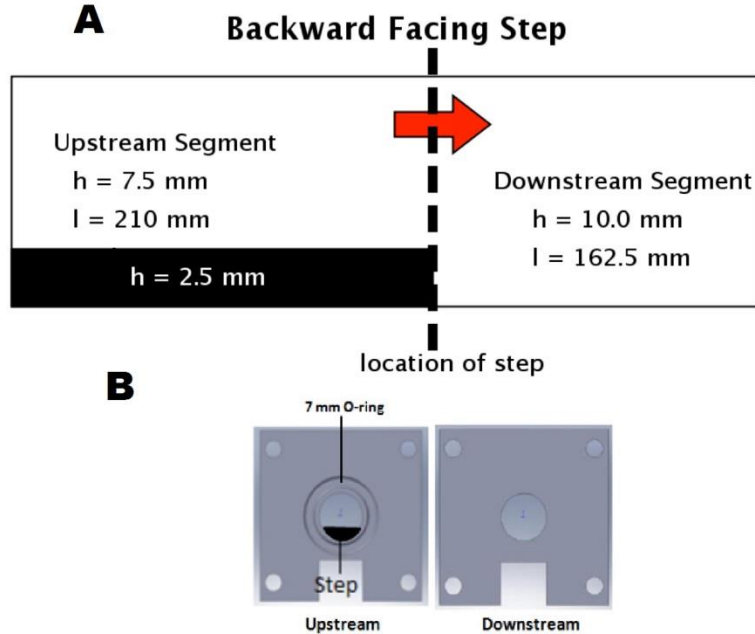 A
Backward Facing Step
Upstream Segment
h = 7.5 mm
l = 210 mm
Downstream Segment
h = 10.0 mm
l = 162.5 mm
h = 2.5 mm
location of step
B
7 mm O-ring
Step
Upstream
Downstream